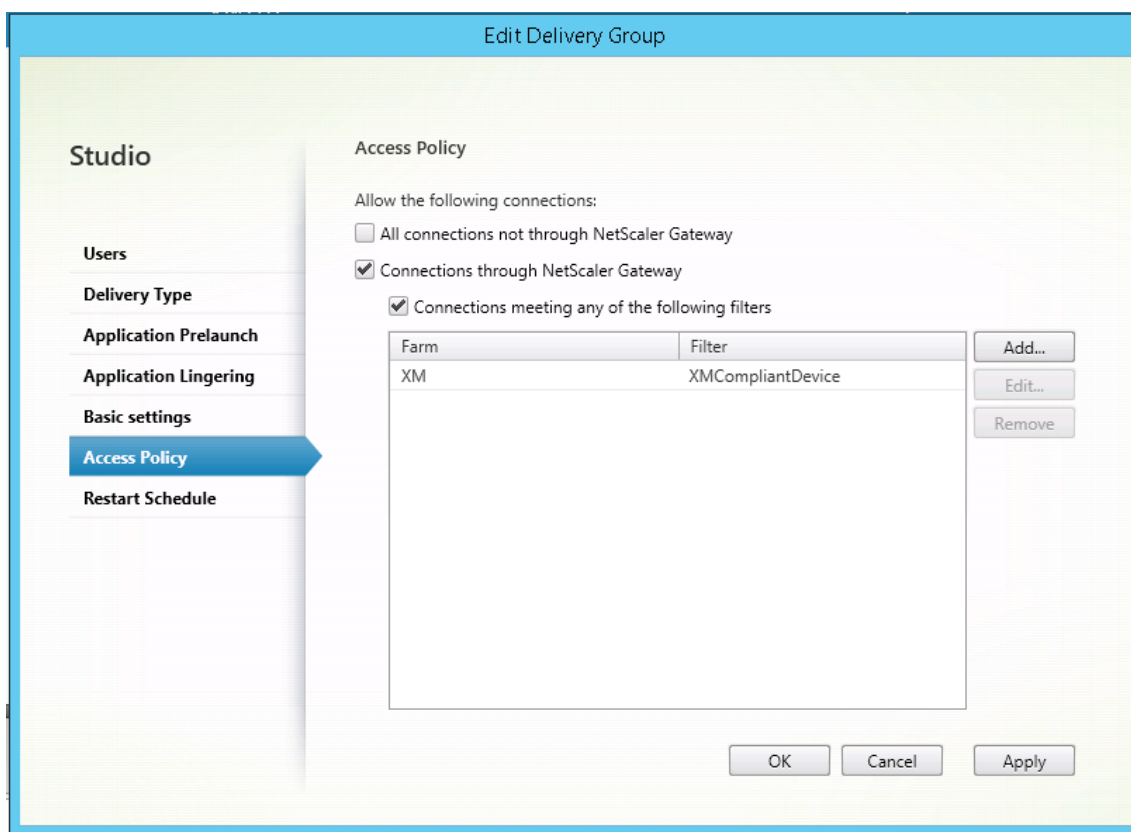 Edit Delivery Group
Studio
Users
Delivery Type
Application Prelaunch
Application Lingering
Basic settings
Access Policy
Restart Schedule
Access Policy
Allow the following connections:
All connections not through NetScaler Gateway
Connections through NetScaler Gateway
Connections meeting any of the following filters
Farm Filter
XM XMCompliantDevice
Add...
Edit...
Remove
OK Cancel Apply